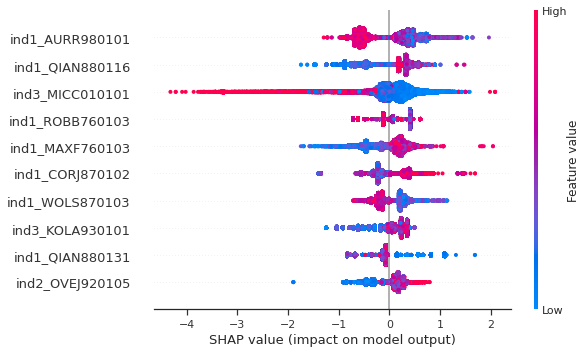 High
ind1_AURR980101
ind1_QIAN880116
ind3_MICC010101
ind1_ROBB760103
ind1_MAXF760103
ind1_CORJ870102
ind1_WOLS870103
ind3_KOLA930101
ind1_QIAN880131
ind2_OVEJ920105
Feature value
Low
−4 −3 −2 −1 0 1 2
SHAP value (impact on model output)